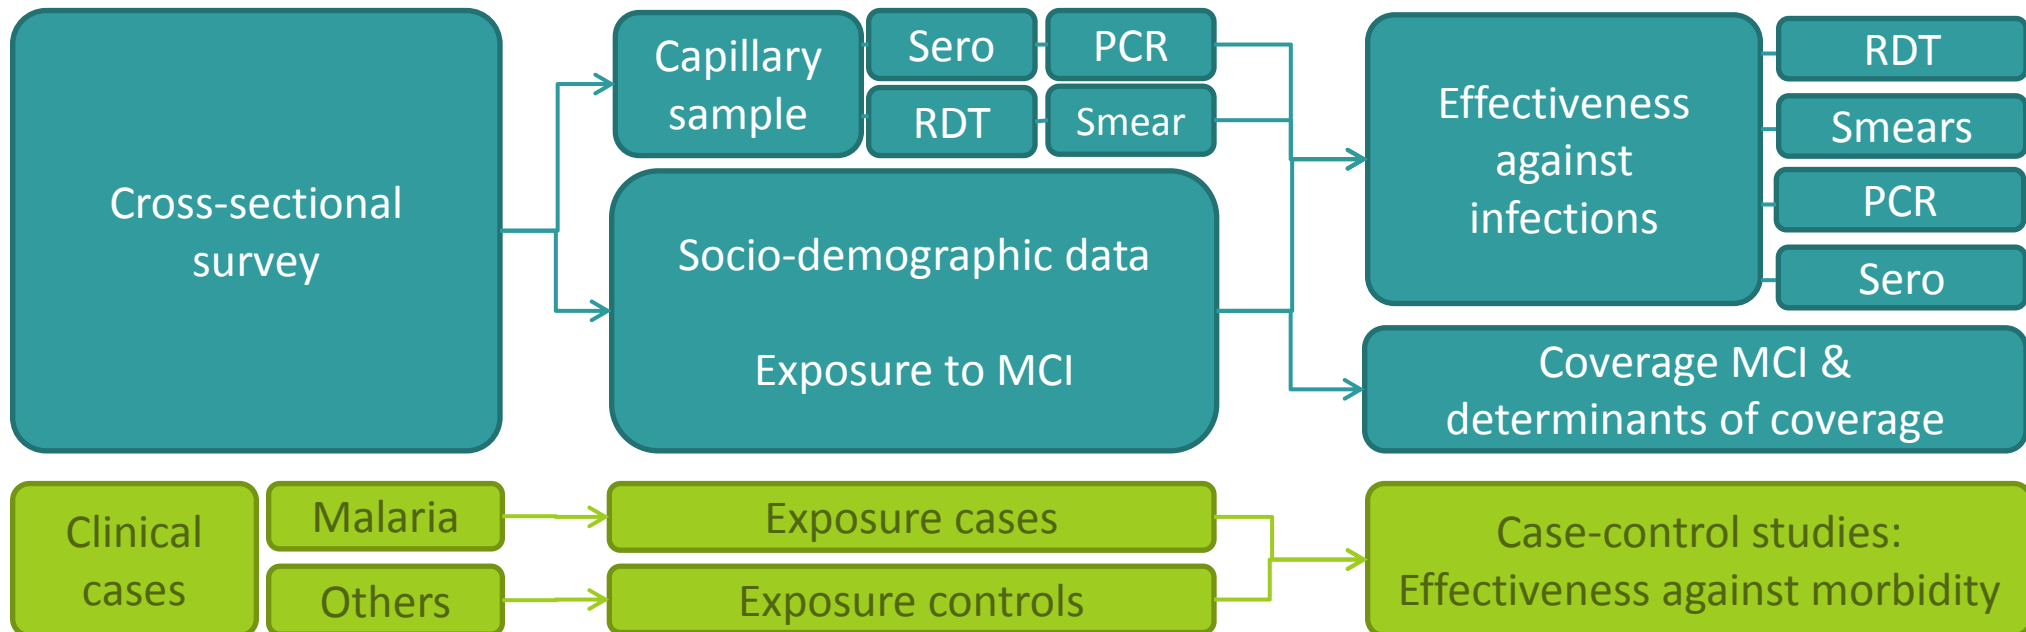 Cross-sectional
survey
Capillary
sample
Sero
PCR
RDT
Smear
Socio-demographic data
Exposure to MCI
Effectiveness
against
infections
RDT
Smears
PCR
Sero
Coverage MCI &
determinants of coverage
Clinical
cases
Malaria
Others
Exposure cases
Exposure controls
Case-control studies:
Effectiveness against morbidity